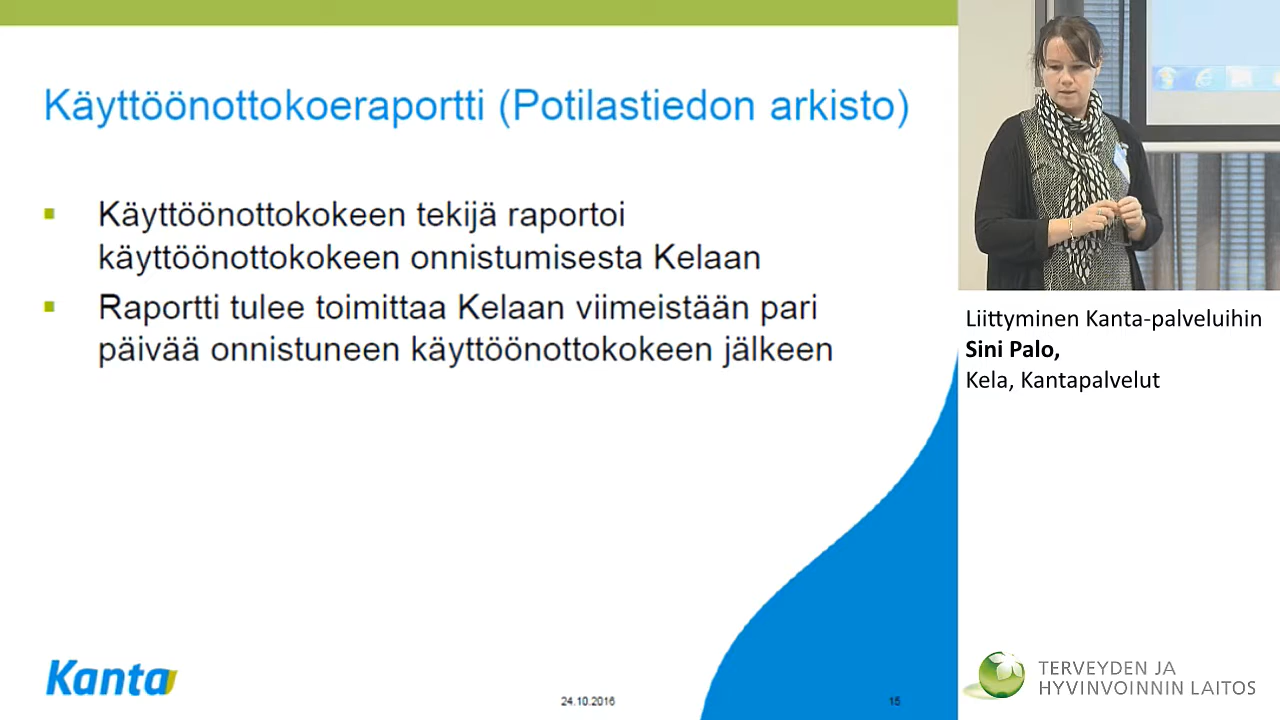 Käyttöönottokoeraportti (Potilastiedon arkisto)
Käyttöönottokokeen tekijä raportoi
käyttöönottokokeen onnistumisesta Kelaan
Raportti tulee toimittaa Kelaan viimeistään pari
päivää onnistuneen käyttöönottokokeen jälkeen
Kanta
24.10.2016
15
Liittyminen Kanta-palveluihin
Sini Palo,
Kela, Kantapalvelut
TERVEYDEN JA
HYVINVOINNIN LAITOS